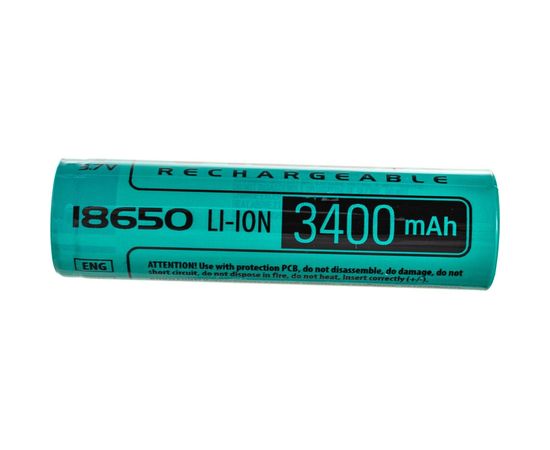 3.7V RECHARGEABLE
18650 LI-ION 3400 mAh
ENG
ATTENTION! Use with protection PCB, do not disassemble, do damage, do not
short circuit, do not dispose in fire, do not heat. Insert correctly (+/-).